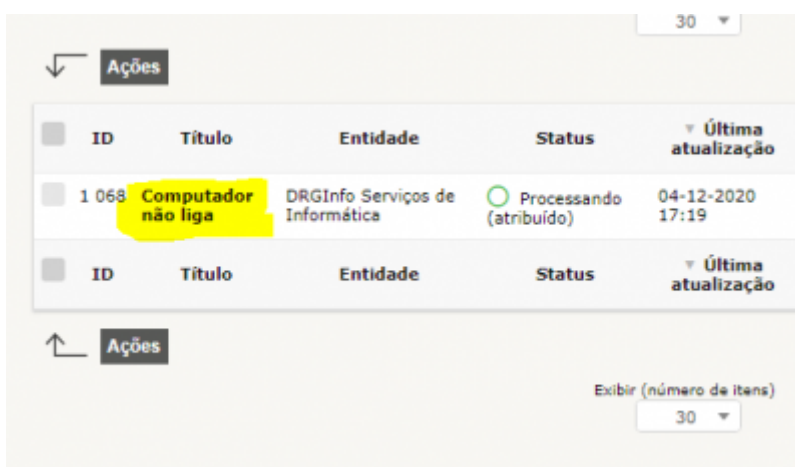 30
Ações
ID Título Entidade Status Última atualização
1 068 Computador não liga DRGInfo Serviços de Informática Processando (atribuído) 04-12-2020 17:19
ID Título Entidade Status Última atualização
Ações
Exibir (número de itens)
30